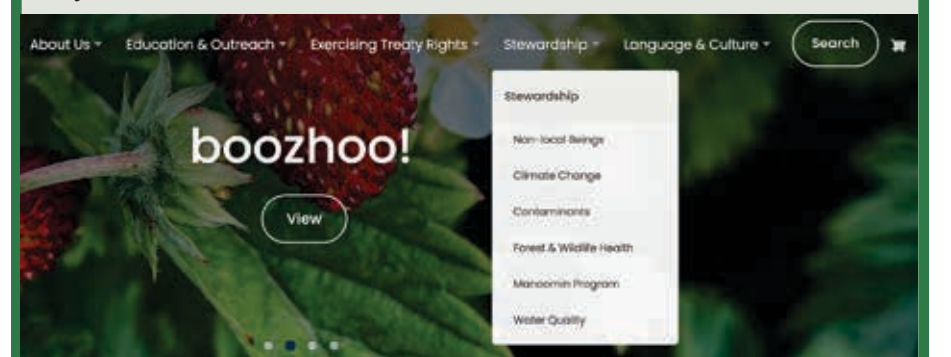 About Us Education & Outreach Exercising Treaty Rights Stewardship Language & Culture Search
Stewardship
boozhoo!
Non-local Beings
Climate Change
View
Contaminants
Forest & Wildlife Health
Manoomin Program
Water Quality